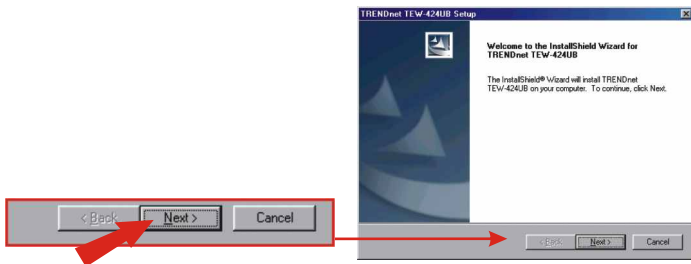 TRENDnet TEW-424UB Setup
Welcome to the InstallShield Wizard for
TRENDnet TEW-424UB
The InstallShield® Wizard will install TRENDnet
TEW-424UB on your computer. To continue, click Next.
< Back Next > Cancel
< Back Next > Cancel